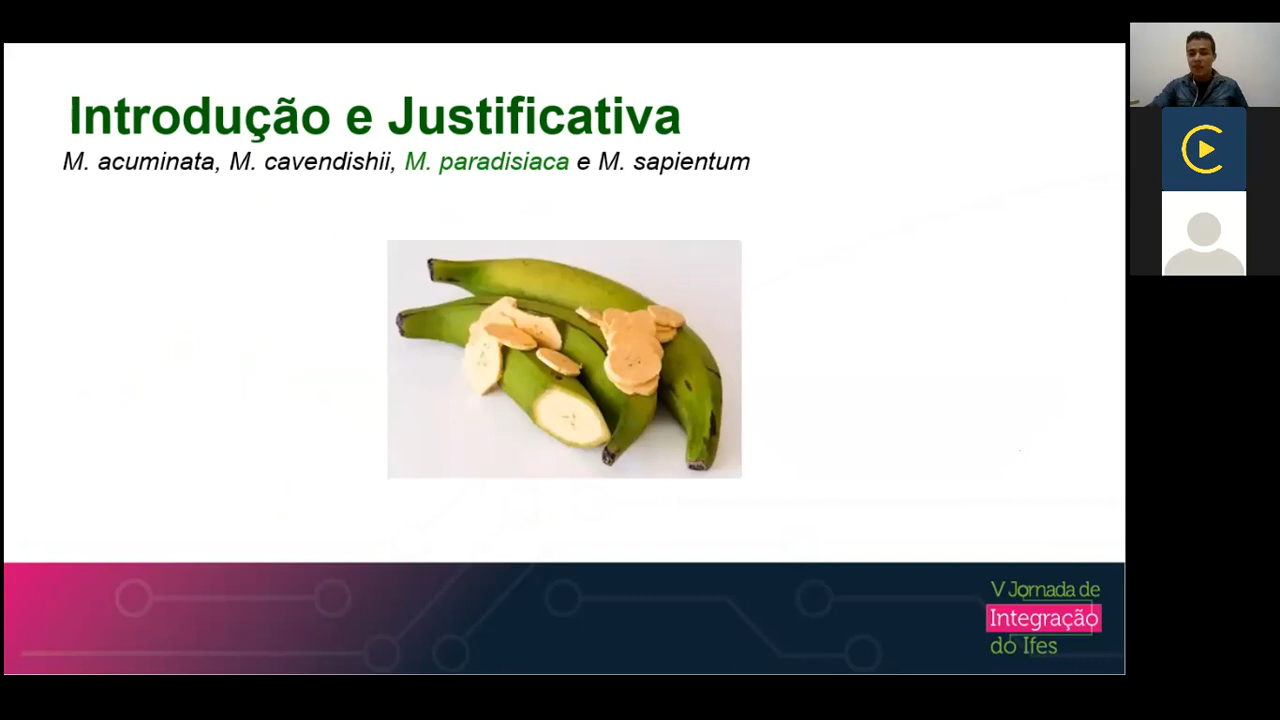 Introdução e Justificativa
M. acuminata, M. cavendishii, M. paradisiaca e M. sapientum
V Jornada de
Integração
do Ifes